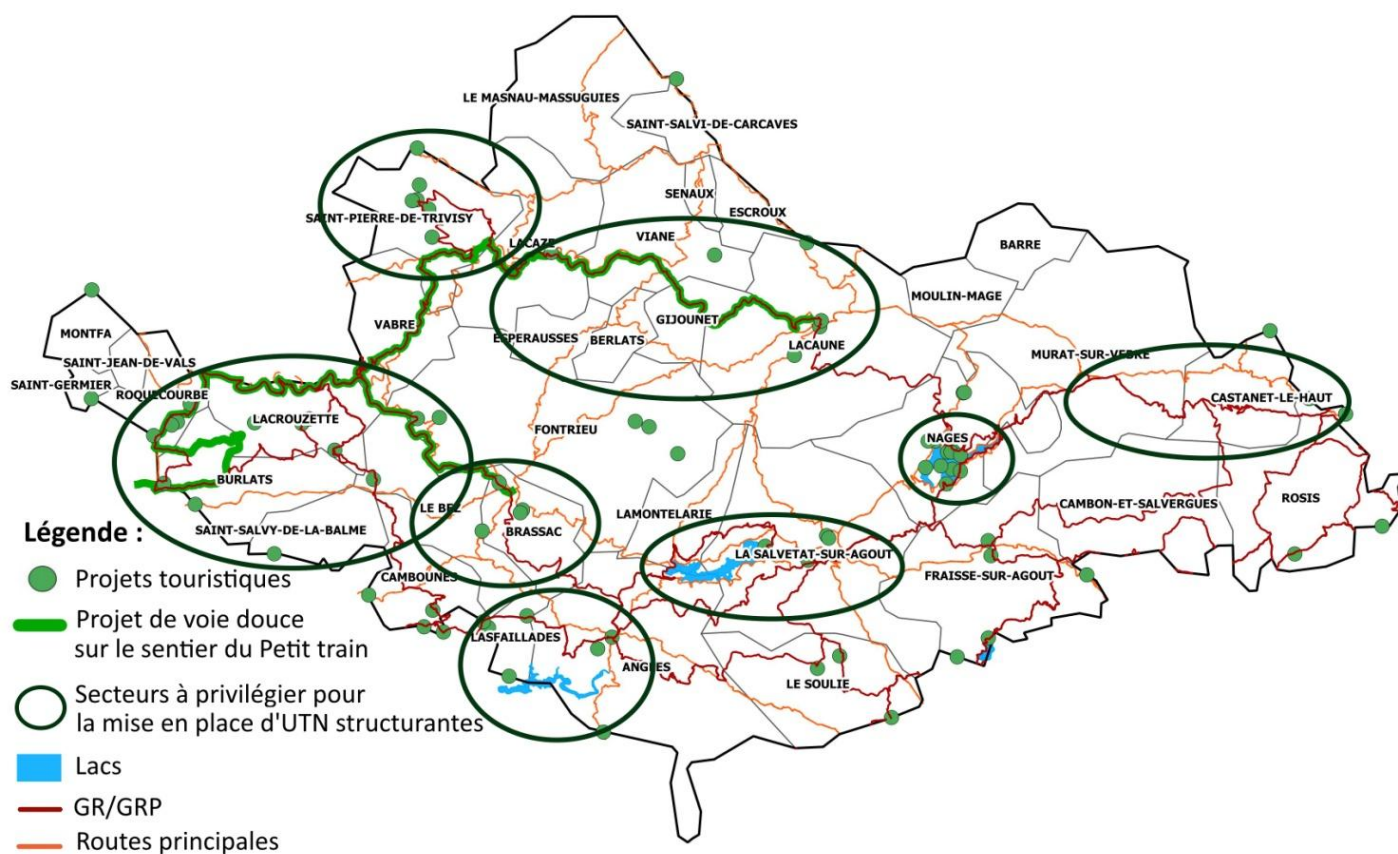 LE MASNAU-MASSUGUIES
SAINT-SALVI-DE-CARCAVES
SENAUX
SAINT-PIERRE-DE-TRIVISY
ESCROUX
LACAZE
VIANE
BARRE
MOULIN-MAGE
MONTFA
VABRE
GIJOUNET
ESPERAUSSES
BERLATS
LACAUNE
SAINT-JEAN-DE-VALS
MURAT-SUR-VEBRE
SAINT-GERMIER
ROQUECOURBE
CASTANET-LE-HAUT
LACROUZETTE
FONTRIEU
NAGES
BURLATS
ROSIS
CAMBON-ET-SALVERGUES
LE BEZ
LAMONTELARIE
SAINT-SALVY-DE-LA-BALME
BRASSAC
LA SALVETAT-SUR-AGOUT
FRAISSE-SUR-AGOUT
CAMBOUNES
LASFAILLADES
ANGLES
LE SOULIE
Légende :
Projets touristiques
Projet de voie douce
sur le sentier du Petit train
Secteurs à privilégier pour
la mise en place d'UTN structurantes
Lacs
GR/GRP
Routes principales